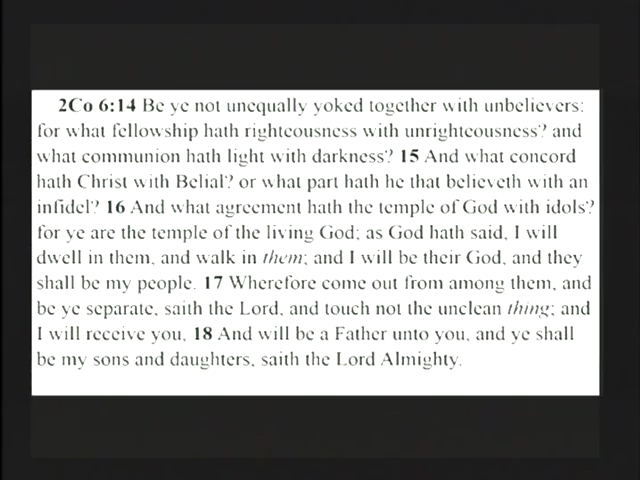 2Co 6:14 Be ye not unequally yoked together with unbelievers:
for what fellowship hath righteousness with unrighteousness? and
what communion hath light with darkness? 15 And what concord
hath Christ with Belial? or what part hath he that believeth with an
infidel? 16 And what agreement hath the temple of God with idols?
for ye are the temple of the living God; as God hath said, I will
dwell in them, and walk in them; and I will be their God, and they
shall be my people. 17 Wherefore come out from among them, and
be ye separate, saith the Lord, and touch not the unclean thing; and
I will receive you, 18 And will be a Father unto you, and ye shall
be my sons and daughters, saith the Lord Almighty.